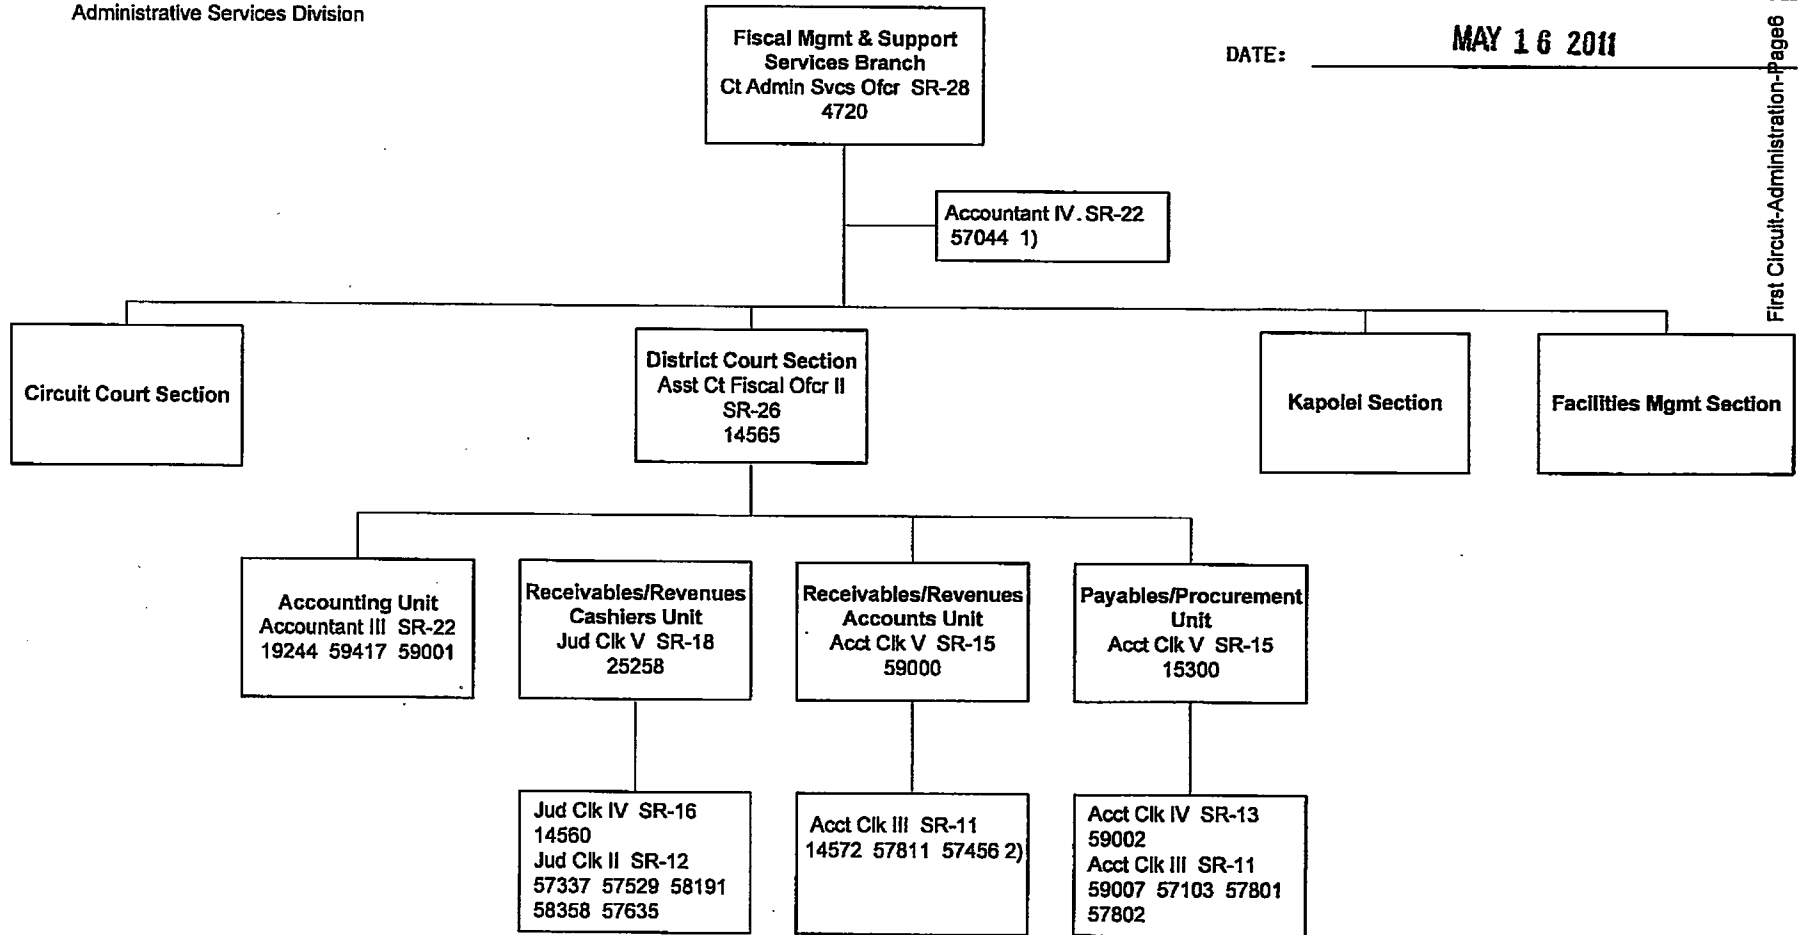 Administrative Services Division
DATE:
MAY 16 2011
First Circuit-Administration-Page6
Fiscal Mgmt & Support
Services Branch
Ct Admin Svcs Ofcr SR-28
4720
Accountant IV. SR-22
57044 1)
Circuit Court Section
District Court Section
Asst Ct Fiscal Ofcr II
SR-26
14565
Kapolei Section
Facilities Mgmt Section
Accounting Unit
Accountant III SR-22
19244 59417 59001
Receivables/Revenues
Cashiers Unit
Jud Clk V SR-18
25258
Receivables/Revenues
Accounts Unit
Acct Clk V SR-15
59000
Payables/Procurement
Unit
Acct Clk V SR-15
15300
Jud Clk IV SR-16
14560
Jud Clk II SR-12
57337 57529 58191
58358 57635
Acct Clk III SR-11
14572 57811 57456 2)
Acct Clk IV SR-13
59002
Acct Clk III SR-11
59007 57103 57801
57802